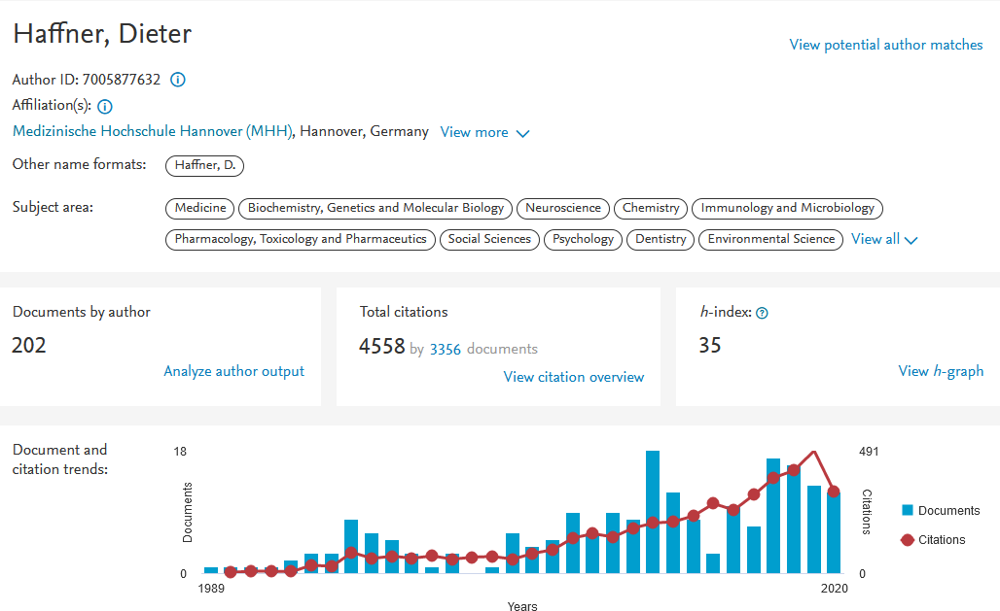 Haffner, Dieter
View potential author matches
Author ID: 7005877632
Affiliation(s):
Medizinische Hochschule Hannover (MHH), Hannover, Germany View more
Other name formats: Haffner, D.
Subject area: Medicine Biochemistry, Genetics and Molecular Biology Neuroscience Chemistry Immunology and Microbiology
Pharmacology, Toxicology and Pharmaceutics Social Sciences Psychology Dentistry Environmental Science View all
Documents by author
202
Analyze author output
Total citations
4558 by 3356 documents
View citation overview
h-index:
35
View h-graph
Document and
citation trends:
18
Documents
0
1989
2020
Years
491
Citations
0
Documents
Citations